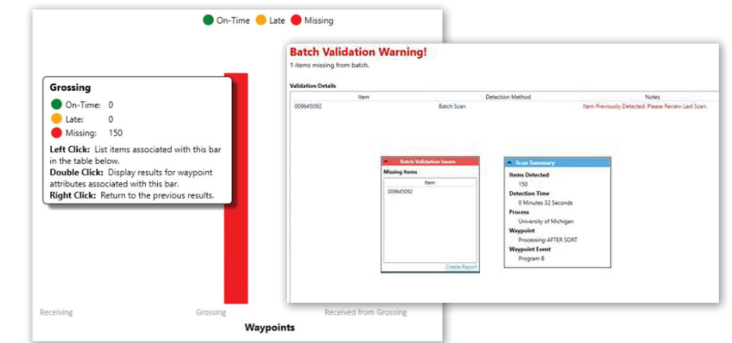 On-Time Late Missing
Grossing
On-Time: 0
Late: 0
Missing: 150
Left Click: List items associated with this bar
in the table below.
Double Click: Display results for waypoint
attributes associated with this bar.
Right Click: Return to the previous results.
Receiving Grossing Received from Grossing
Waypoints
Batch Validation Warning!
1 items missing from batch.
Validation Details
Item Detection Method Notes
009645092 Batch Scan Item Previously Detected: Please Review Last Scan.
Batch Validation Issues
Missing Items
Item
009645092
Create Report
Scan Summary
Items Detected
150
Detection Time
0 Minutes 32 Seconds
Process
University of Michigan
Waypoint
Processing-AFTER SORT
Waypoint Event
Program B